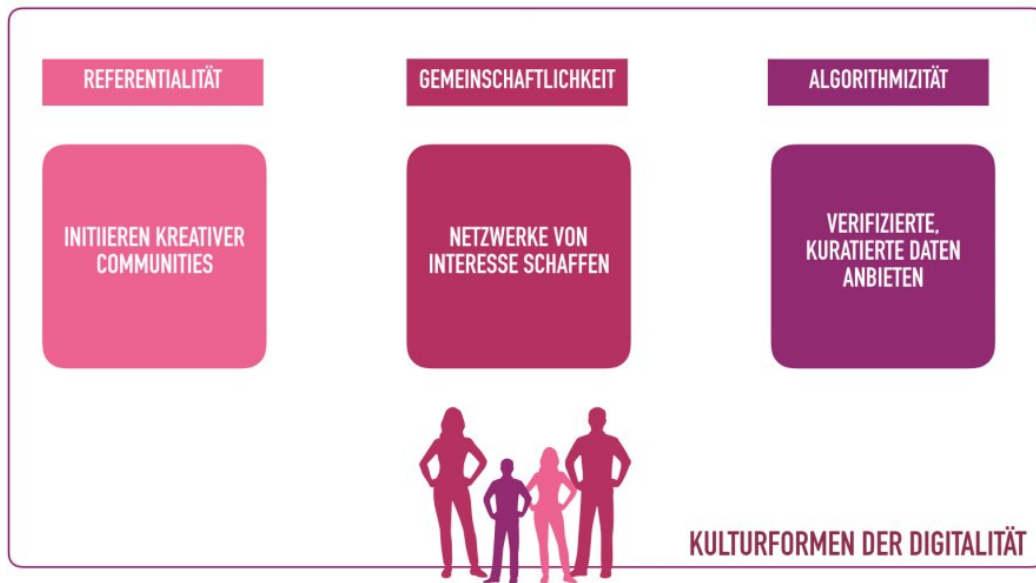 REFERENTIALITÄT
GEMEINSCHAFTLICHKEIT
ALGORITHMIZITÄT
INITIIEREN KREATIVER
COMMUNITIES
NETZWERKE VON
INTERESSE SCHAFFEN
VERIFIZIERTE,
KURATIERTE DATEN
ANBIETEN
KULTURFORMEN DER DIGITALITÄT